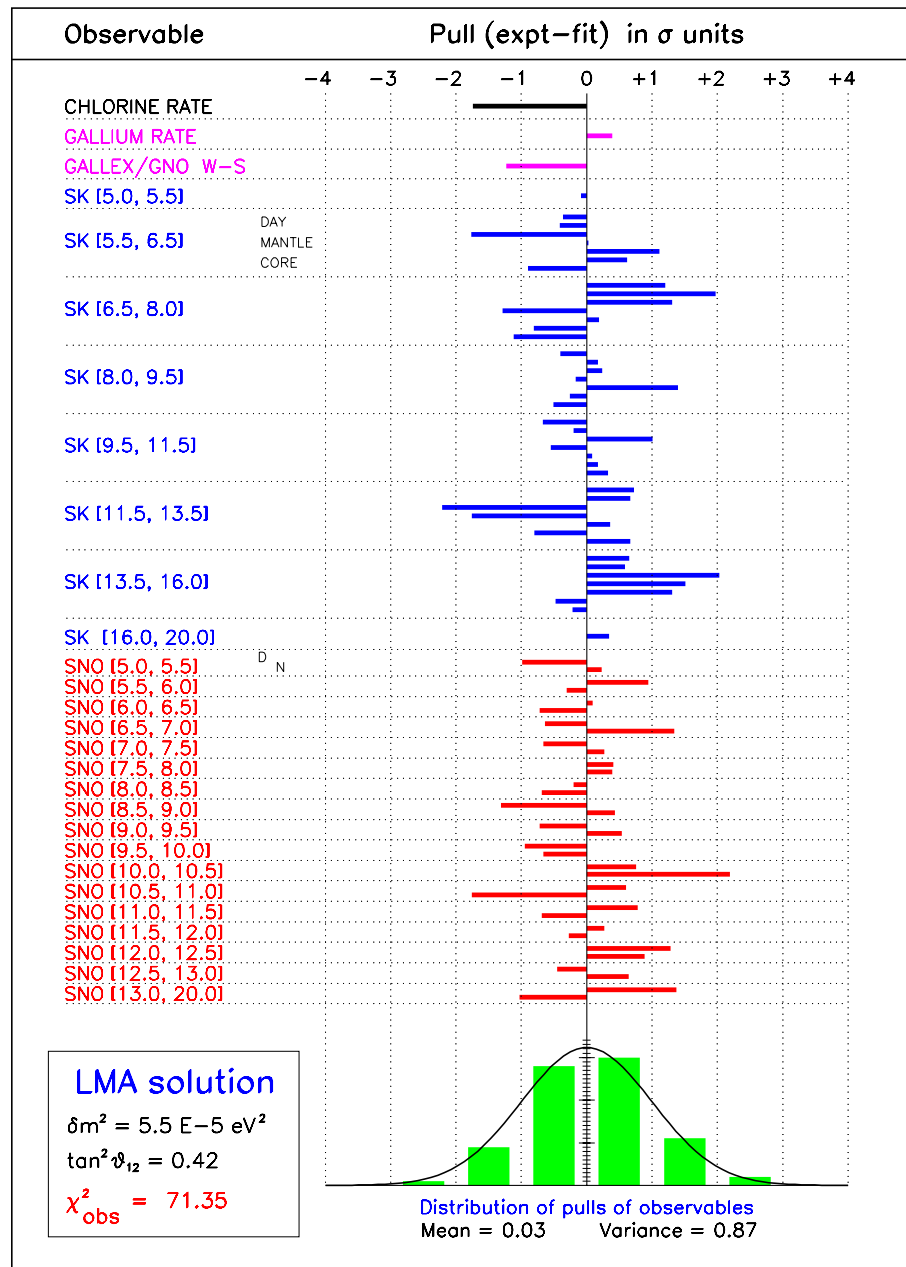 Observable Pull (expt−fit) in σ units
−4 −3 −2 −1 0 +1 +2 +3 +4
CHLORINE RATE
GALLIUM RATE
GALLEX/GNO W−S
SK [5.0, 5.5]
DAY
SK [5.5, 6.5] MANTLE
CORE
SK [6.5, 8.0]
SK [8.0, 9.5]
SK [9.5, 11.5]
SK [11.5, 13.5]
SK [13.5, 16.0]
SK [16.0, 20.0]
SNO [5.0, 5.5] D N
SNO [5.5, 6.0]
SNO [6.0, 6.5]
SNO [6.5, 7.0]
SNO [7.0, 7.5]
SNO [7.5, 8.0]
SNO [8.0, 8.5]
SNO [8.5, 9.0]
SNO [9.0, 9.5]
SNO [9.5, 10.0]
SNO [10.0, 10.5]
SNO [10.5, 11.0]
SNO [11.0, 11.5]
SNO [11.5, 12.0]
SNO [12.0, 12.5]
SNO [12.5, 13.0]
SNO [13.0, 20.0]
LMA solution
δm² = 5.5 E−5 eV²
tan²ϑ₁₂ = 0.42
χ²obs = 71.35
Distribution of pulls of observables
Mean = 0.03 Variance = 0.87